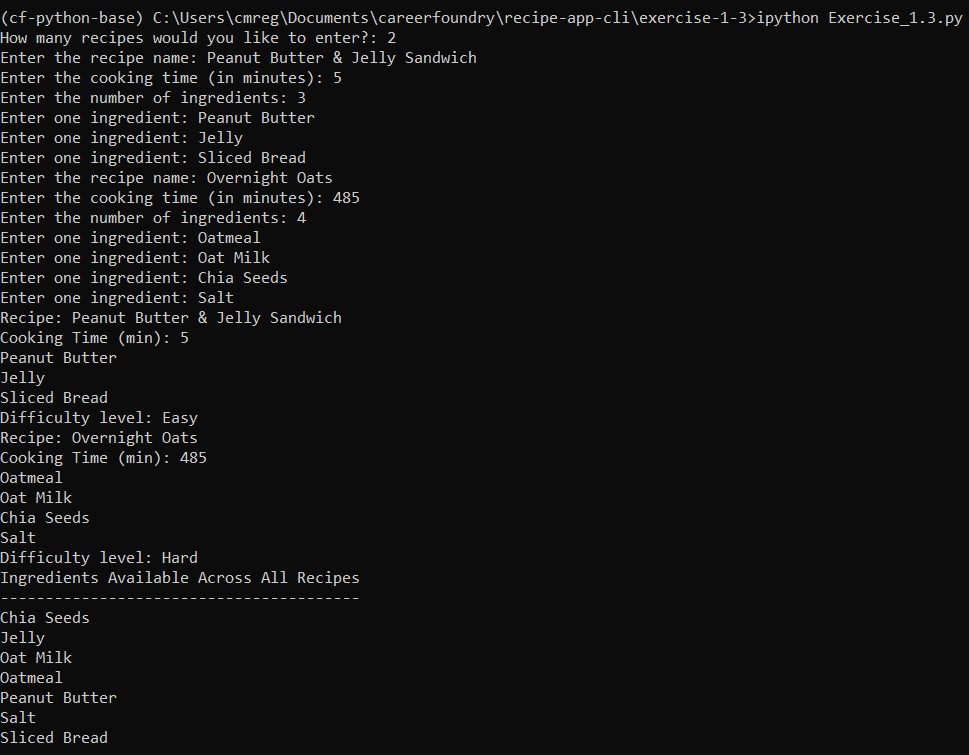 (cf-python-base) C:\Users\cmreg\Documents\careerfoundry\recipe-app-cli\exercise-1-3>ipython Exercise_1.3.py
How many recipes would you like to enter?: 2
Enter the recipe name: Peanut Butter & Jelly Sandwich
Enter the cooking time (in minutes): 5
Enter the number of ingredients: 3
Enter one ingredient: Peanut Butter
Enter one ingredient: Jelly
Enter one ingredient: Sliced Bread
Enter the recipe name: Overnight Oats
Enter the cooking time (in minutes): 485
Enter the number of ingredients: 4
Enter one ingredient: Oatmeal
Enter one ingredient: Oat Milk
Enter one ingredient: Chia Seeds
Enter one ingredient: Salt
Recipe: Peanut Butter & Jelly Sandwich
Cooking Time (min): 5
Peanut Butter
Jelly
Sliced Bread
Difficulty level: Easy
Recipe: Overnight Oats
Cooking Time (min): 485
Oatmeal
Oat Milk
Chia Seeds
Salt
Difficulty level: Hard
Ingredients Available Across All Recipes
----------------------------------------
Chia Seeds
Jelly
Oat Milk
Oatmeal
Peanut Butter
Salt
Sliced Bread